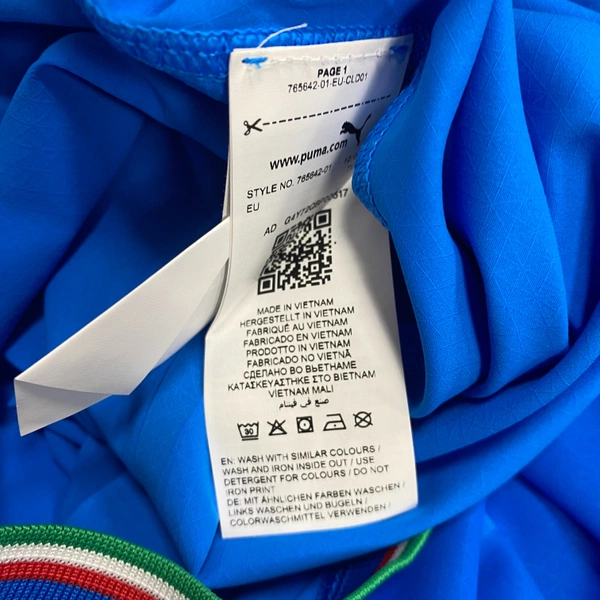 PAGE 1
765642-01-EU-CLO01
www.puma.com
STYLE NO. 765642-01
EU
AD
MADE IN VIETNAM
HERGESTELLT IN VIETNAM
FABRIQUÉ AU VIETNAM
FABRICADO EN VIETNAM
PRODOTTO IN VIETNAM
FABRICADO NO VIETNÃ
СДЕЛАНО ВО ВЬЕТНАМЕ
ΚΑΤΑΣΚΕΥΑΣΤΗΚΕ ΣΤΟ ΒΙΕΤΝΑΜ
VIETNAM MALI
صنع في فيتنام
30
EN: WASH WITH SIMILAR COLOURS /
WASH AND IRON INSIDE OUT / USE
DETERGENT FOR COLOURS / DO NOT
IRON PRINT
DE: MIT ÄHNLICHEN FARBEN WASCHEN /
LINKS WASCHEN UND BÜGELN /
COLORWASCHMITTEL VERWENDEN /